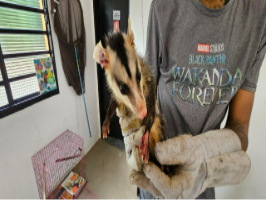 MARVEL STUDIOS
BLACK PANTHER
WAKANDA
FOREVER